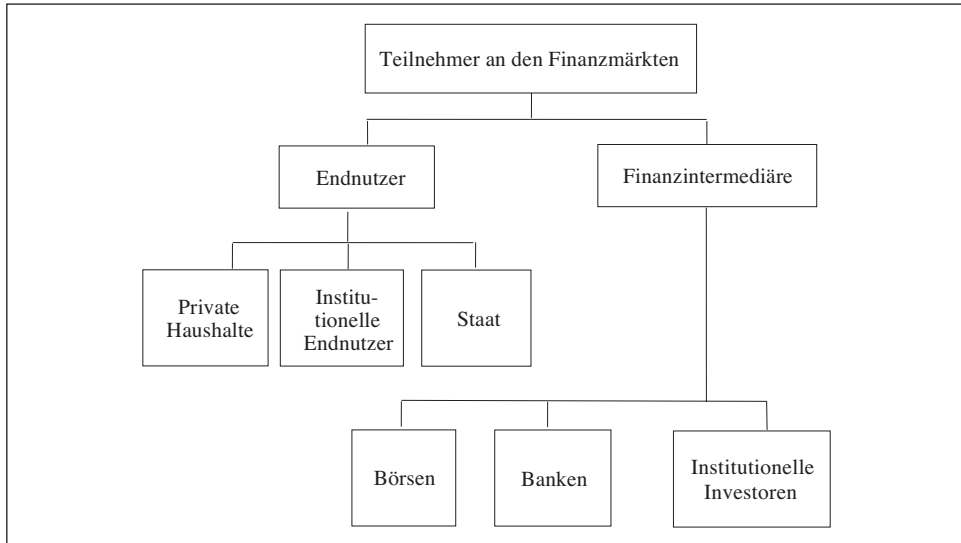 Teilnehmer an den Finanzmärkten
Endnutzer
Finanzintermediäre
Private
Haushalte
Institu-
tionelle
Endnutzer
Staat
Börsen
Banken
Institutionelle
Investoren